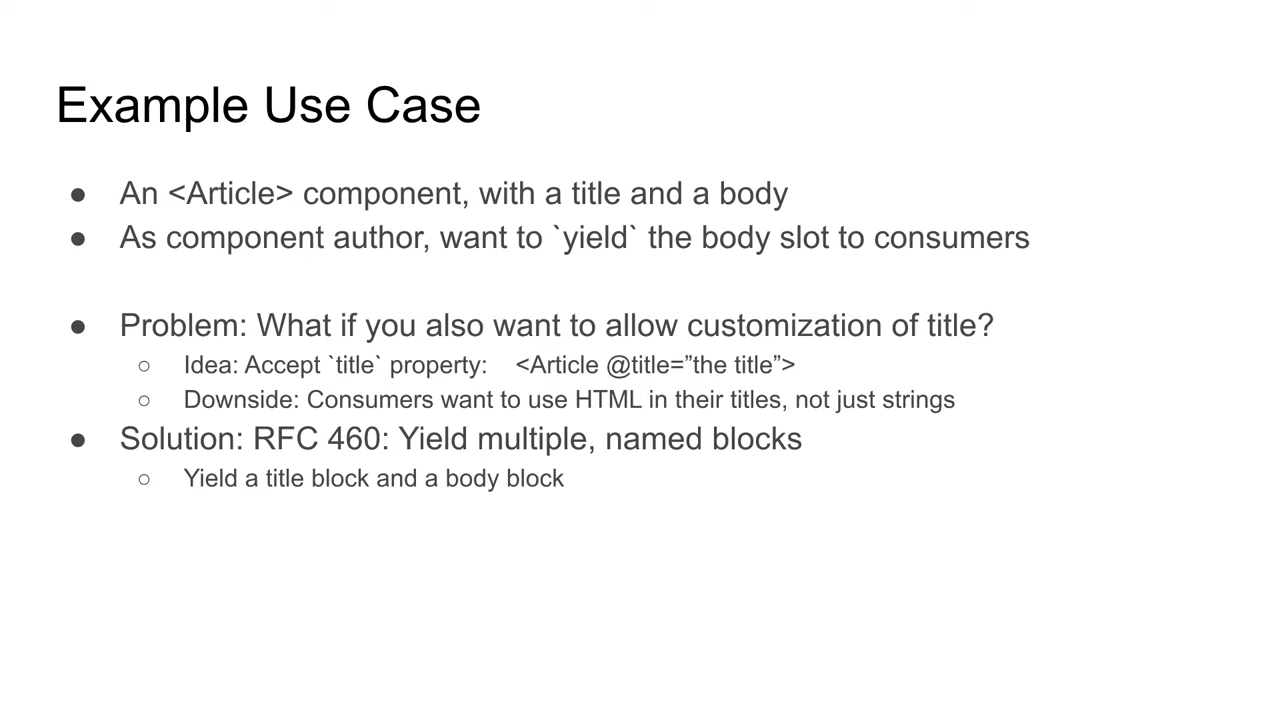 Example Use Case
● An <Article> component, with a title and a body
● As component author, want to `yield` the body slot to consumers
● Problem: What if you also want to allow customization of title?
○ Idea: Accept `title` property: <Article @title=”the title”>
○ Downside: Consumers want to use HTML in their titles, not just strings
● Solution: RFC 460: Yield multiple, named blocks
○ Yield a title block and a body block